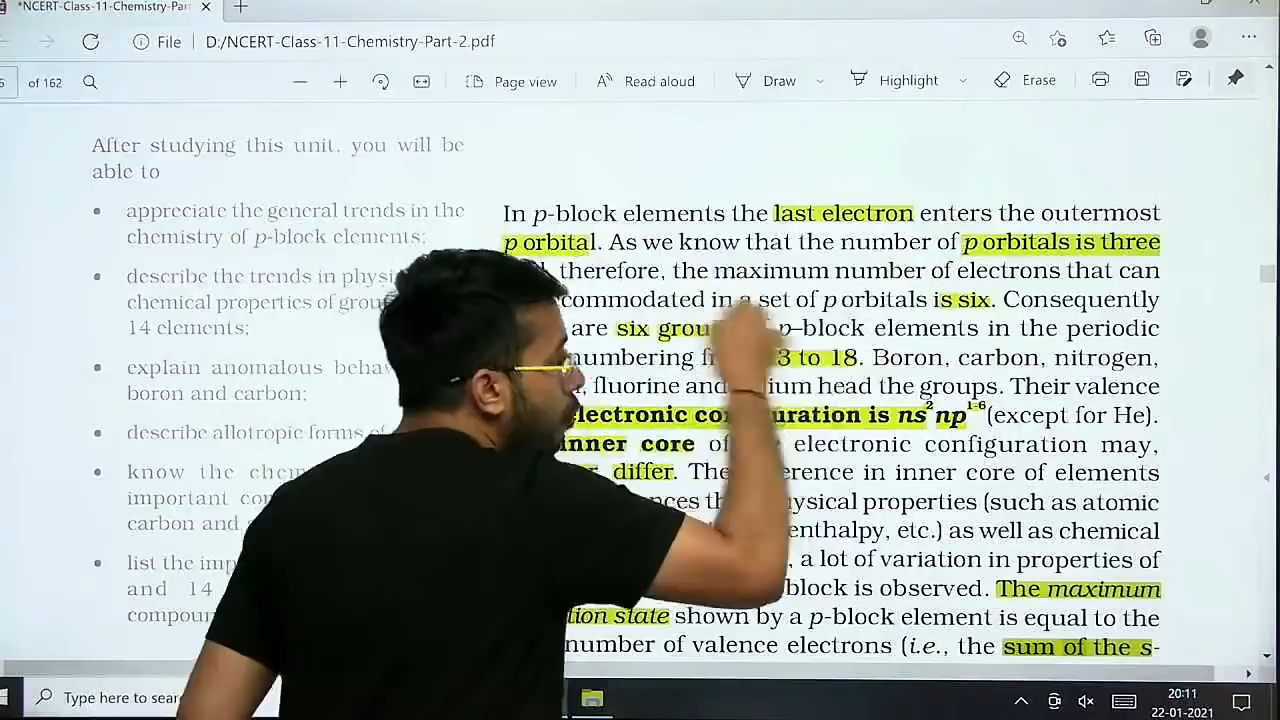 *NCERT-Class-11-Chemistry-Part
File
D:/NCERT-Class-11-Chemistry-Part-2.pdf
of 162
Page view
Read aloud
Draw
Highlight
Erase
After studying this unit, you will be
able to
• appreciate the general trends in the
chemistry of p-block elements;
• describe the trends in physi
chemical properties of grou
14 elements;
• explain anomalous beha
boron and carbon;
• describe allotropic forms
know the chem
• important co
carbon and
• list the imp
and 14
compou
In p-block elements the last electron enters the outermost
p orbital. As we know that the number of p orbitals is three
therefore, the maximum number of electrons that can
commodated in a set of p orbitals is six. Consequently
are six grou p–block elements in the periodic
numbering 3 to 18. Boron, carbon, nitrogen,
fluorine and ium head the groups. Their valence
electronic co uration is ns²np¹⁻⁶(except for He).
inner core of electronic configuration may,
differ. The erence in inner core of elements
nces th ysical properties (such as atomic
enthalpy, etc.) as well as chemical
, a lot of variation in properties of
block is observed. The maximum
tion state shown by a p-block element is equal to the
number of valence electrons (i.e., the sum of the s-
Type here to sear
20:11
22-01-2021